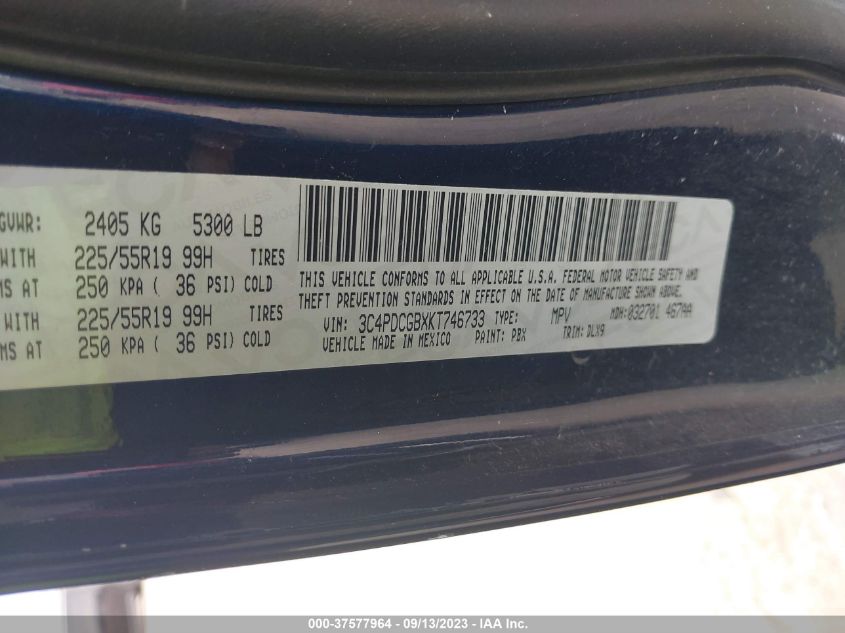 GVWR: 2405 KG 5300 LB
WITH 225/55R19 99H TIRES
MS AT 250 KPA ( 36 PSI) COLD
WITH 225/55R19 99H TIRES
MS AT 250 KPA ( 36 PSI) COLD
THIS VEHICLE CONFORMS TO ALL APPLICABLE U.S.A. FEDERAL MOTOR VEHICLE SAFETY AND
THEFT PREVENTION STANDARDS IN EFFECT ON THE DATE OF MANUFACTURE SHOWN ABOVE.
VIN: 3C4PDCGBXKT746733 TYPE: MPV MDH: 032701 467AA
VEHICLE MADE IN MEXICO PAINT: PBX TRIM: DLX9
000-37577964 - 09/13/2023 - IAA Inc.